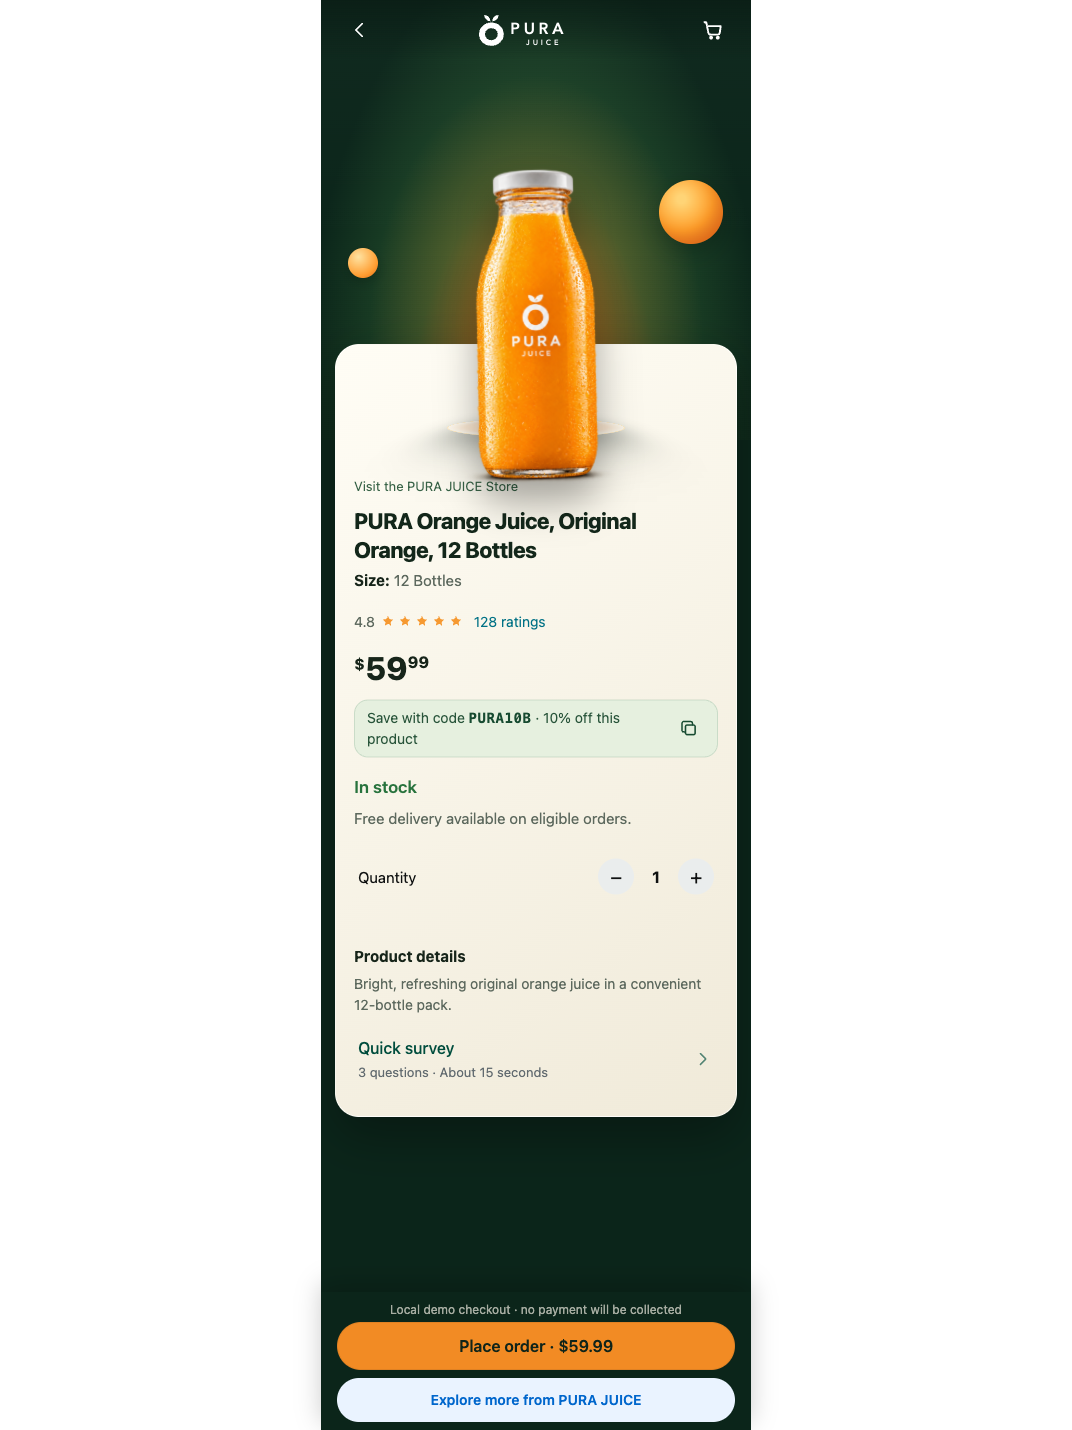 PURA
JUICE
PURA
JUICE
Visit the PURA JUICE Store
PURA Orange Juice, Original
Orange, 12 Bottles
Size: 12 Bottles
4.8 ★ ★ ★ ★ ★ 128 ratings
$59.99
Save with code PURA10B · 10% off this
product
In stock
Free delivery available on eligible orders.
Quantity − 1 +
Product details
Bright, refreshing original orange juice in a convenient
12-bottle pack.
Quick survey
3 questions · About 15 seconds
Local demo checkout · no payment will be collected
Place order · $59.99
Explore more from PURA JUICE